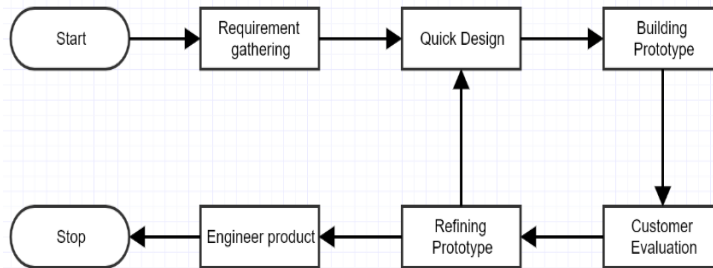 Start
Requirement
gathering
Quick Design
Building
Prototype
Stop
Engineer product
Refining
Prototype
Customer
Evaluation